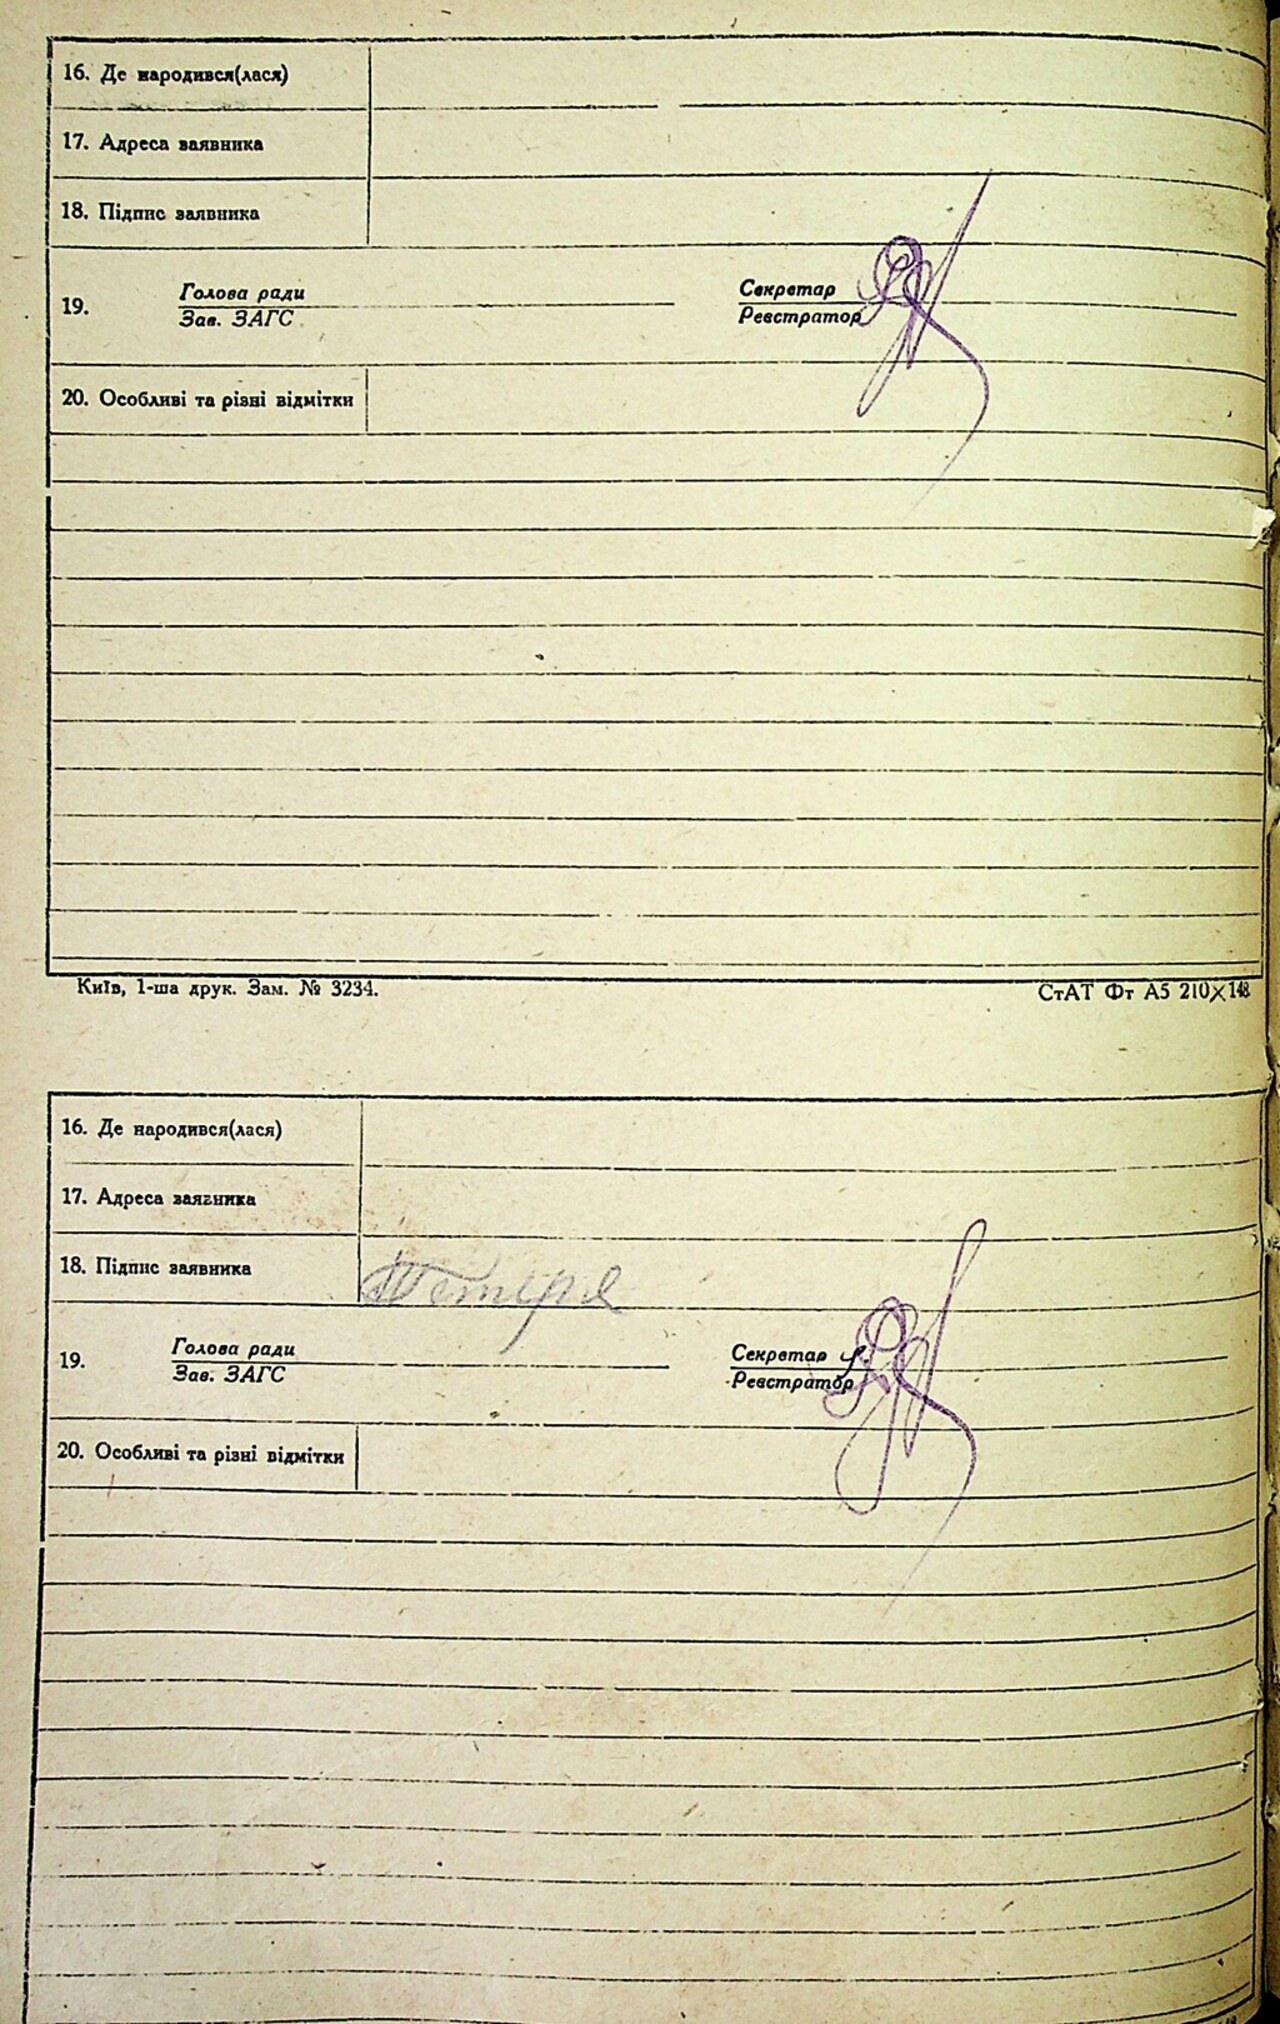 16. Де народився(лася)
17. Адреса заявника
18. Підпис заявника
19. Голова ради
Зав. ЗАГС
Секретар
Реєстратор
20. Особливі та різні відмітки
Київ, 1-ша друк. Зам. № 3234.
СтАТ Фт А5 210×148
16. Де народився(лася)
17. Адреса заявника
18. Підпис заявника
19. Голова ради
Зав. ЗАГС
Секретар
Реєстратор
20. Особливі та різні відмітки